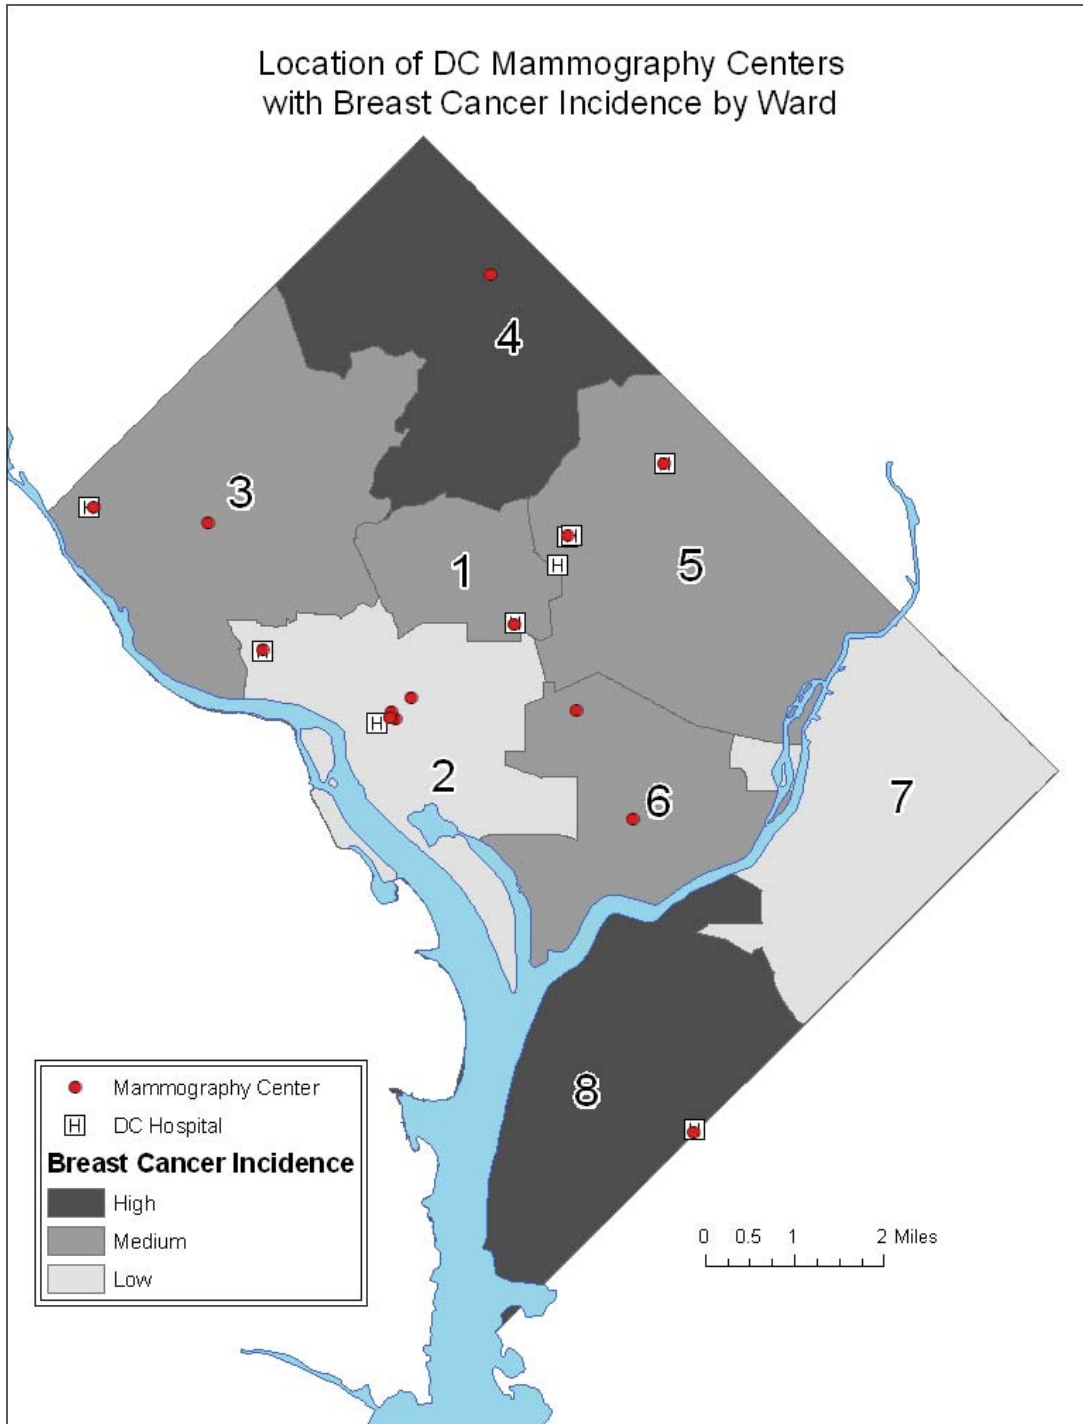 Location of DC Mammography Centers
with Breast Cancer Incidence by Ward
4
3
H
H
1
H
H
5
H
H
H
H
2
6
7
8
H
Mammography Center
H DC Hospital
Breast Cancer Incidence
High
Medium
Low
0 0.5 1 2 Miles